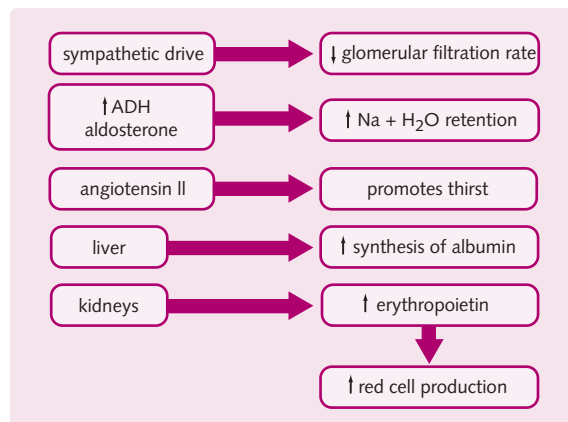 sympathetic drive
↓ glomerular filtration rate
↑ ADH
aldosterone
↑ Na + H₂O retention
angiotensin II
promotes thirst
liver
↑ synthesis of albumin
kidneys
↑ erythropoietin
↑ red cell production